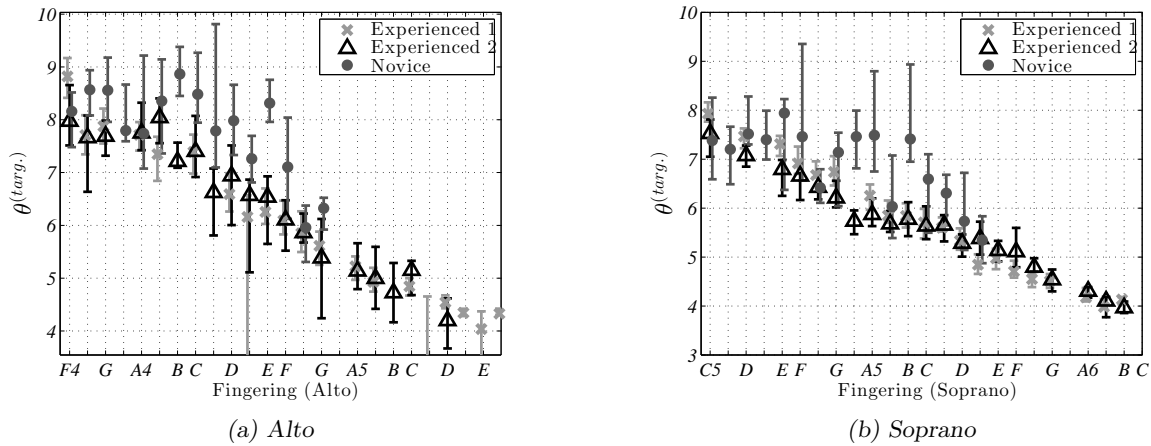 10
9
8
7
6
5
4
θ(targ.)
Experienced 1
Experienced 2
Novice
F4 G A4 B C D E F G A5 B C D E
Fingering (Alto)
(a) Alto
10
9
8
7
6
5
4
3
θ(targ.)
Experienced 1
Experienced 2
Novice
C5 D E F G A5 B C D E F G A6 B C
Fingering (Soprano)
(b) Soprano